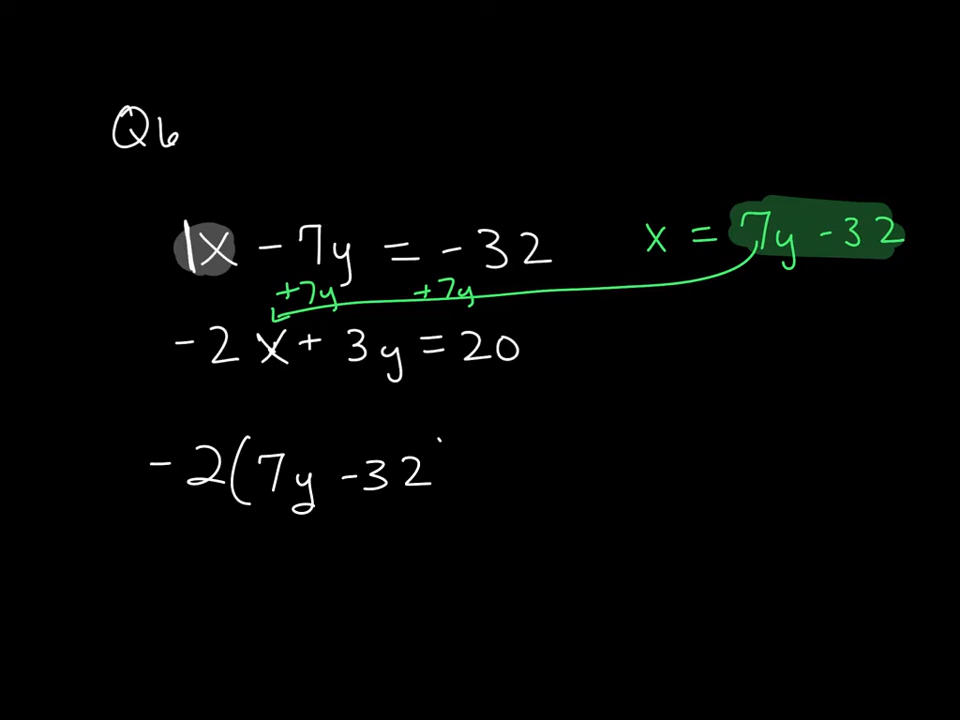 Q6
1x - 7y = -32 x = 7y - 32
+7y +7y
-2x + 3y = 20
-2(7y - 32